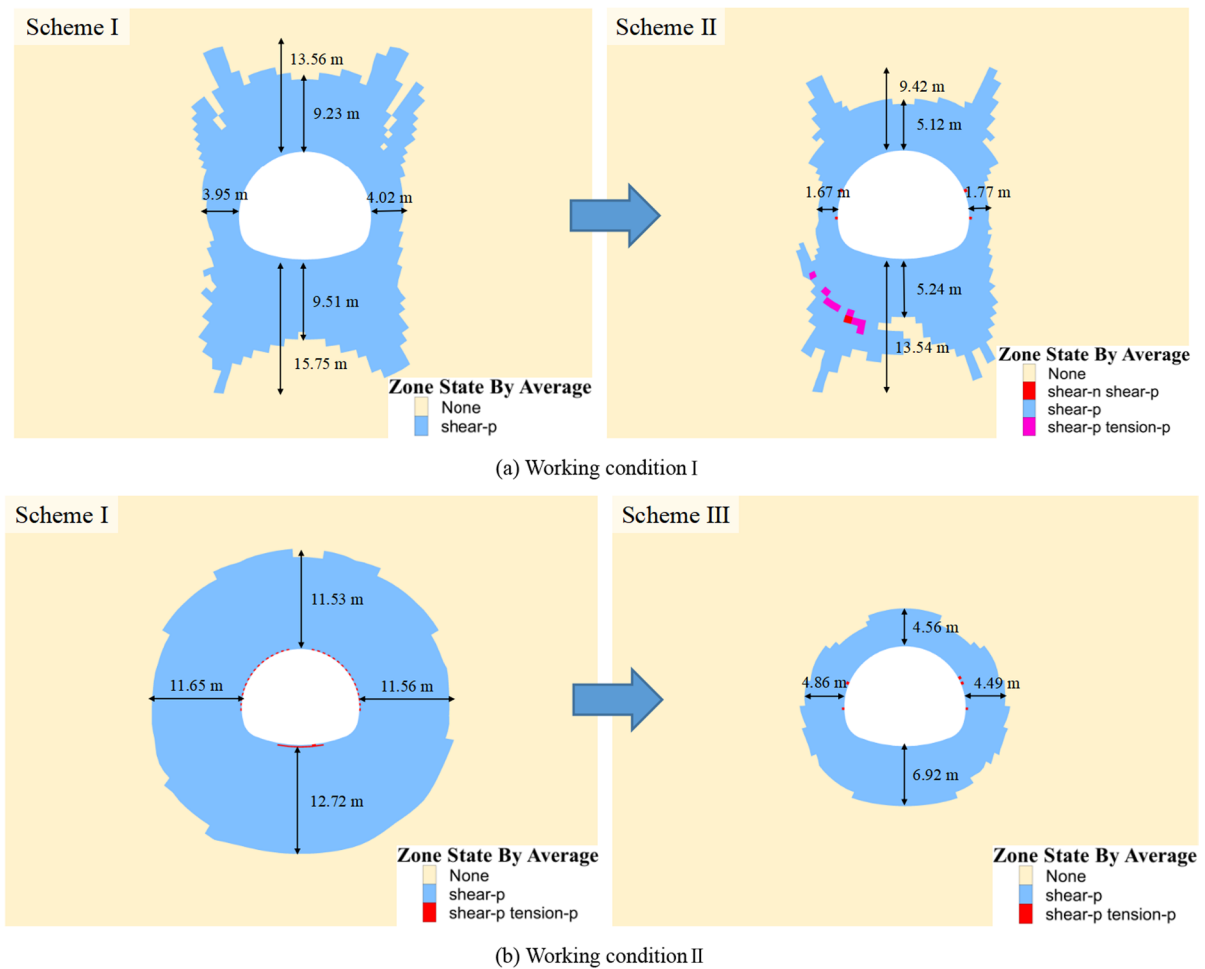 Scheme I
13.56 m
9.23 m
3.95 m
4.02 m
9.51 m
15.75 m
Zone State By Average
None
shear-p
Scheme II
9.42 m
5.12 m
1.67 m
1.77 m
5.24 m
13.54 m
Zone State By Average
None
shear-n shear-p
shear-p
shear-p tension-p
(a) Working condition I
Scheme I
11.53 m
11.65 m
11.56 m
12.72 m
Zone State By Average
None
shear-p
shear-p tension-p
Scheme III
4.56 m
4.86 m
4.49 m
6.92 m
Zone State By Average
None
shear-p
shear-p tension-p
(b) Working condition II